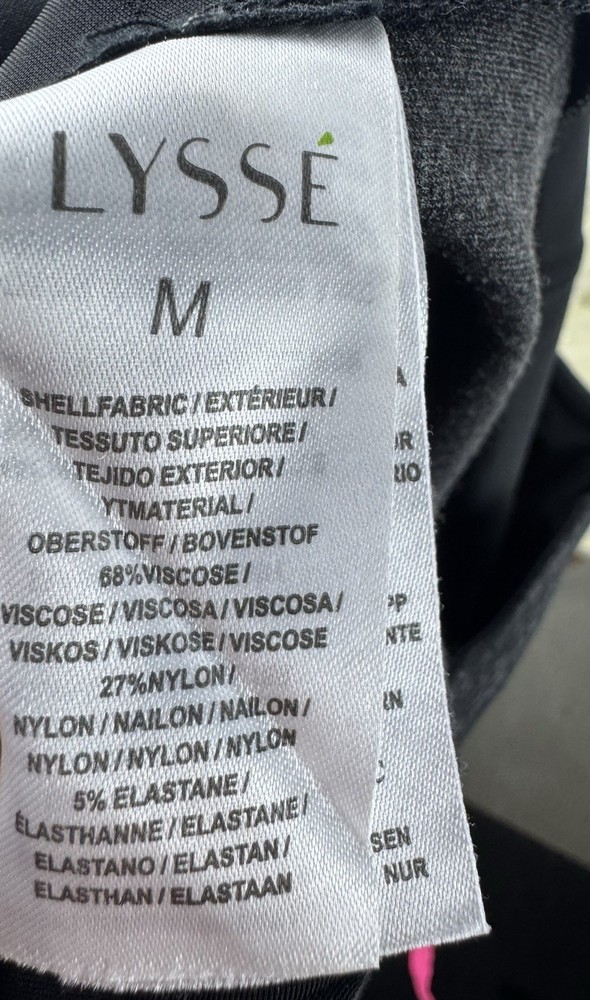 LYSSÉ
M
SHELLFABRIC / EXTÉRIEUR /
TESSUTO SUPERIORE /
TEJIDO EXTERIOR /
YTMATERIAL /
OBERSTOFF / BOVENSTOF
68%VISCOSE /
VISCOSE / VISCOSA / VISCOSA /
VISKOS / VISKOSE / VISCOSE
27%NYLON /
NYLON / NAILON / NAILON /
NYLON / NYLON / NYLON
5% ELASTANE /
ÉLASTHANNE / ELASTANE /
ELASTANO / ELASTAN /
ELASTHAN / ELASTAAN